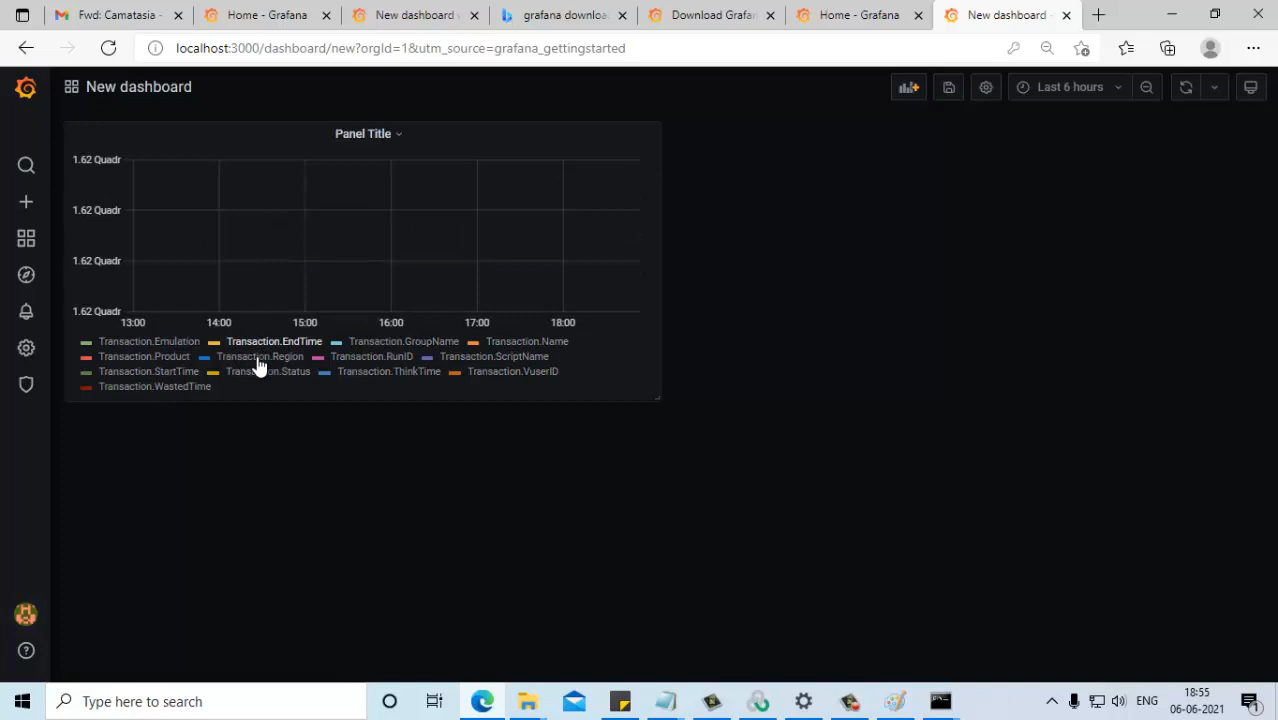 Fwd: Camatasia -
Home - Grafana
New dashboard
grafana downloa
Download Grafan
Home - Grafana
New dashboard -
localhost:3000/dashboard/new?orgId=1&utm_source=grafana_gettingstarted
New dashboard
Last 6 hours
Panel Title
1.62 Quadr
1.62 Quadr
1.62 Quadr
1.62 Quadr
13:00 14:00 15:00 16:00 17:00 18:00
Transaction.Emulation Transaction.EndTime Transaction.GroupName Transaction.Name
Transaction.Product Transaction.Region Transaction.RunID Transaction.ScriptName
Transaction.StartTime Transaction.Status Transaction.ThinkTime Transaction.VuserID
Transaction.WastedTime
Type here to search
ENG
18:55
06-06-2021
1